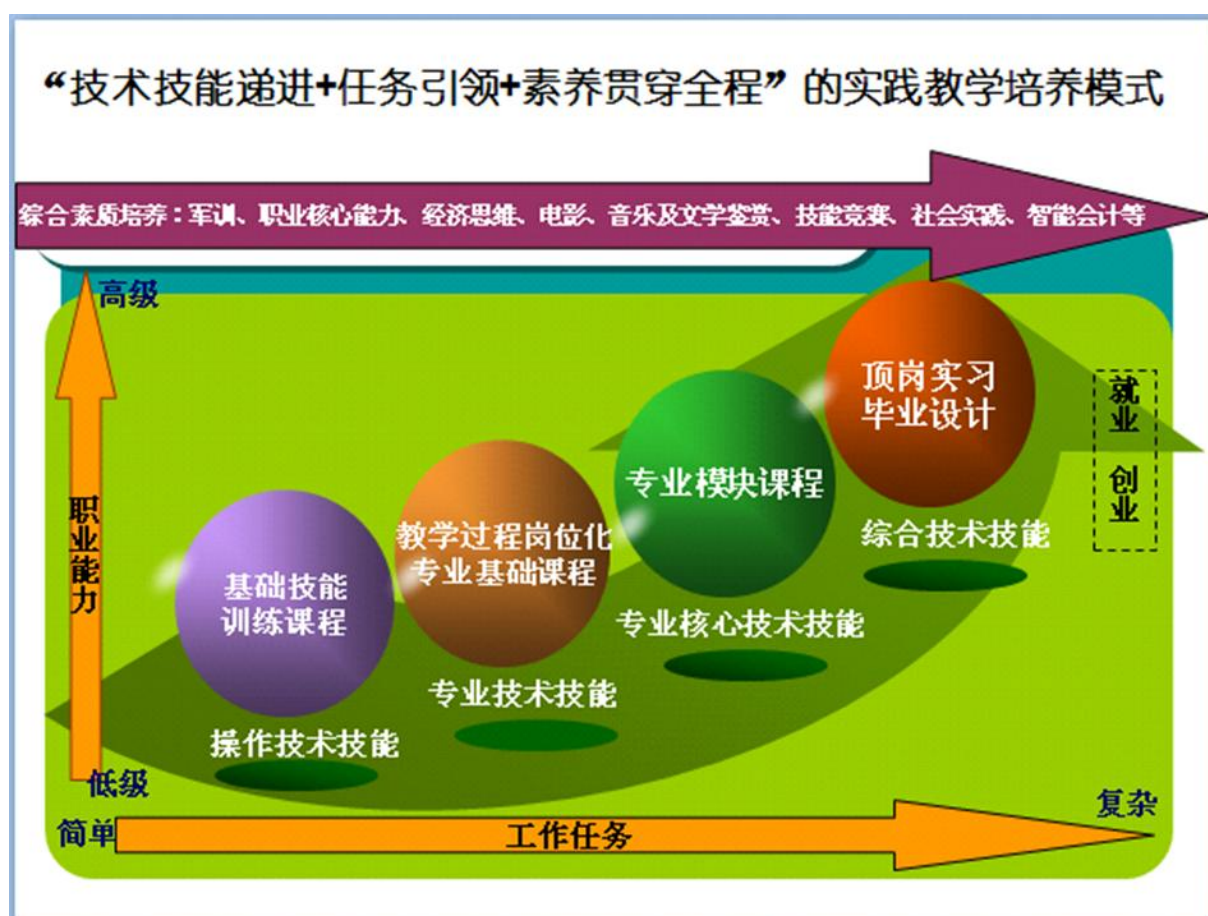 “技术技能递进+任务引领+素养贯穿全程”的实践教学培养模式
综合素质培养：军训、职业核心能力、经济思维、电影、音乐及文学鉴赏、技能竞赛、社会实践、智能会计等
高级
职业能力
低级
简单
工作任务
复杂
基础技能
训练课程
操作技术技能
教学过程岗位化
专业基础课程
专业技术技能
专业模块课程
专业核心技术技能
顶岗实习
毕业设计
综合技术技能
就业
创业